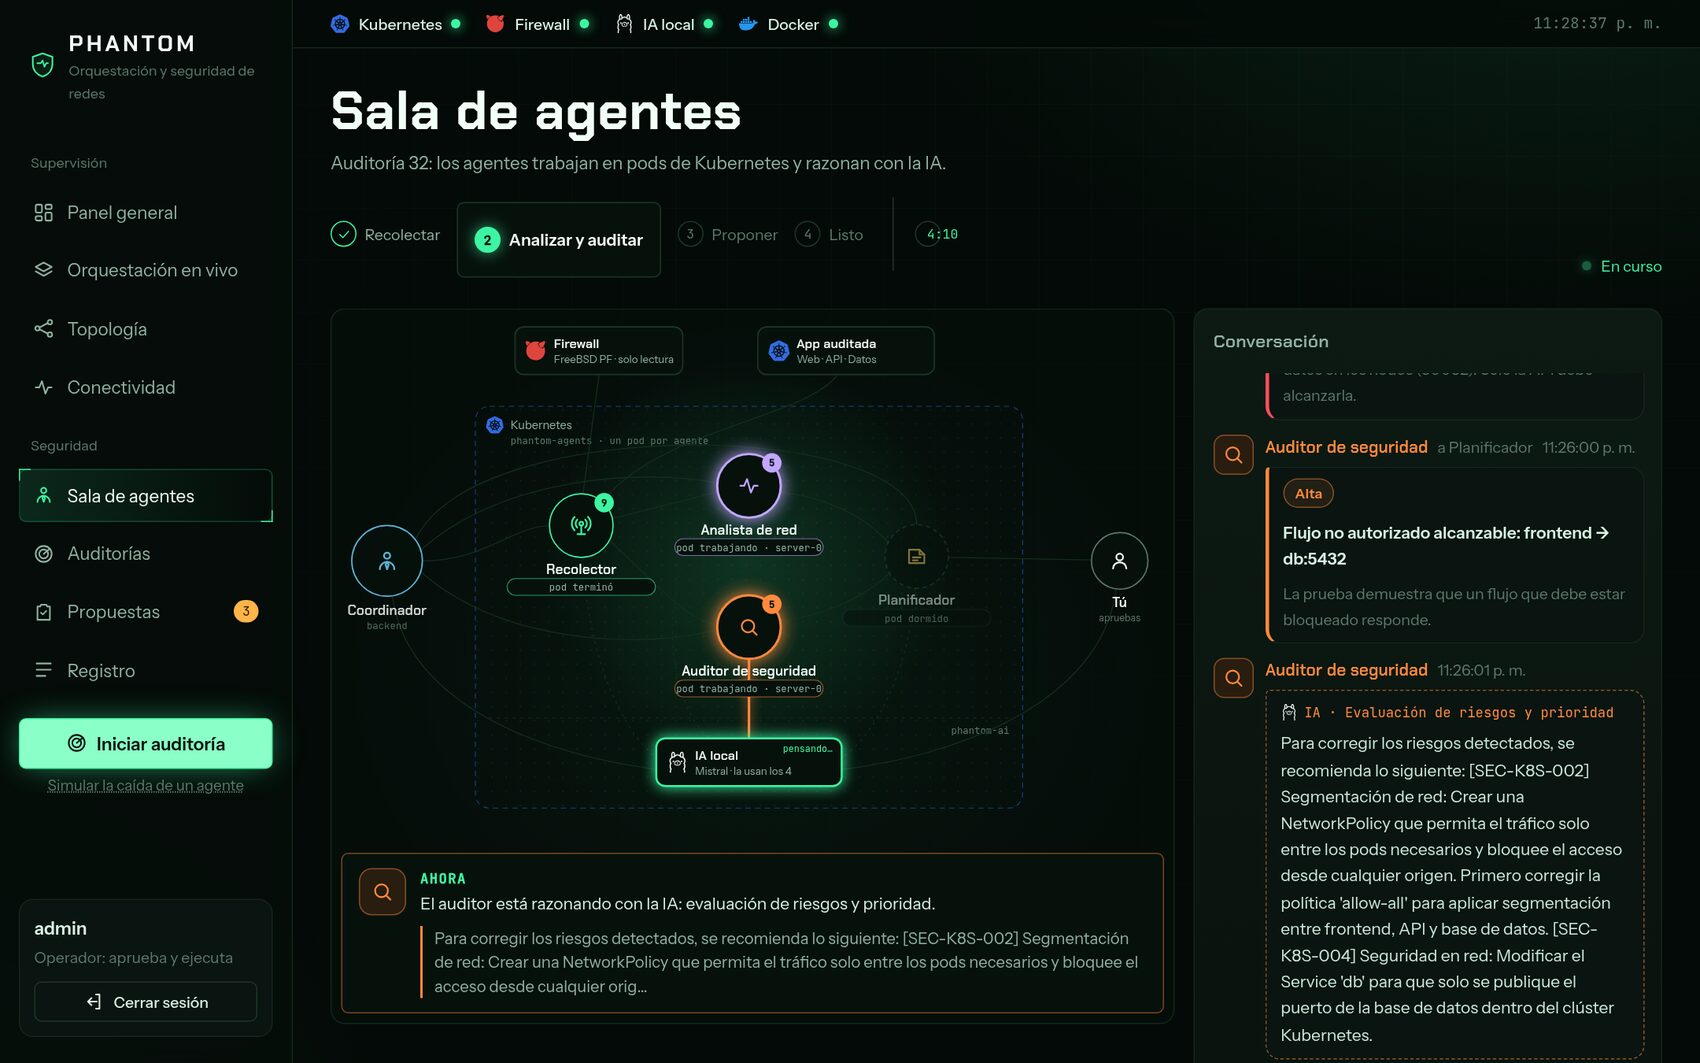 PHANTOM
Orquestación y seguridad de
redes
Supervisión
Panel general
Orquestación en vivo
Topología
Conectividad
Seguridad
Sala de agentes
Auditorías
Propuestas 3
Registro
Iniciar auditoría
Simular la caída de un agente
admin
Operador: aprueba y ejecuta
Cerrar sesión
Kubernetes Firewall IA local Docker 11:28:37 p. m.
Sala de agentes
Auditoría 32: los agentes trabajan en pods de Kubernetes y razonan con la IA.
Recolectar 2 Analizar y auditar 3 Proponer 4 Listo 4:10
En curso
Firewall
FreeBSD PF · solo lectura
App auditada
Web · API · Datos
Kubernetes
phantom-agents · un pod por agente
5
Analista de red
pod trabajando · server-0
9
Recolector
pod terminó
Coordinador
backend
Planificador
pod dormido
Tú
apruebas
5
Auditor de seguridad
pod trabajando · server-0
phantom-ai
pensando…
IA local
Mistral · la usan los 4
AHORA
El auditor está razonando con la IA: evaluación de riesgos y prioridad.
Para corregir los riesgos detectados, se recomienda lo siguiente: [SEC-K8S-002] Segmentación
de red: Crear una NetworkPolicy que permita el tráfico solo entre los pods necesarios y bloquee el
acceso desde cualquier orig…
Conversación
alcanzarla.
Auditor de seguridad a Planificador 11:26:00 p. m.
Alta
Flujo no autorizado alcanzable: frontend →
db:5432
La prueba demuestra que un flujo que debe estar
bloqueado responde.
Auditor de seguridad 11:26:01 p. m.
IA · Evaluación de riesgos y prioridad
Para corregir los riesgos detectados, se
recomienda lo siguiente: [SEC-K8S-002]
Segmentación de red: Crear una
NetworkPolicy que permita el tráfico solo
entre los pods necesarios y bloquee el acceso
desde cualquier origen. Primero corregir la
política 'allow-all' para aplicar segmentación
entre frontend, API y base de datos. [SEC-
K8S-004] Seguridad en red: Modificar el
Service 'db' para que solo se publique el
puerto de la base de datos dentro del clúster
Kubernetes.